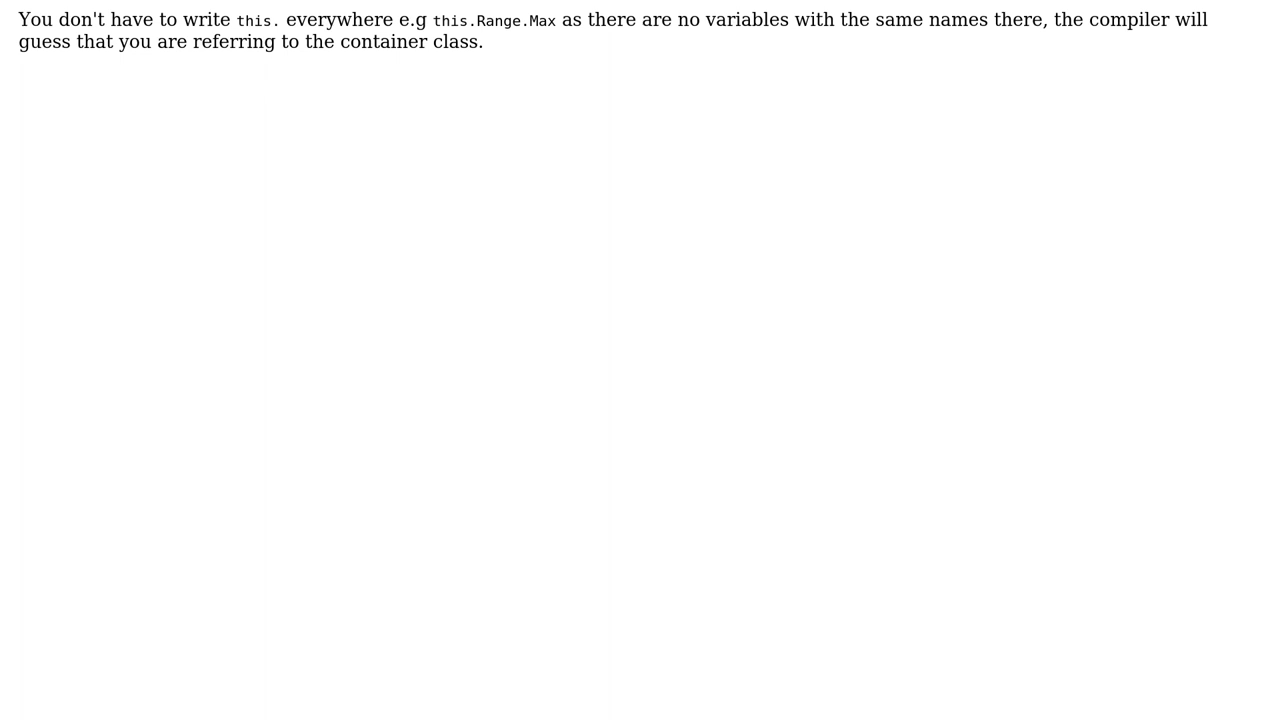 You don't have to write this. everywhere e.g this.Range.Max as there are no variables with the same names there, the compiler will
guess that you are referring to the container class.